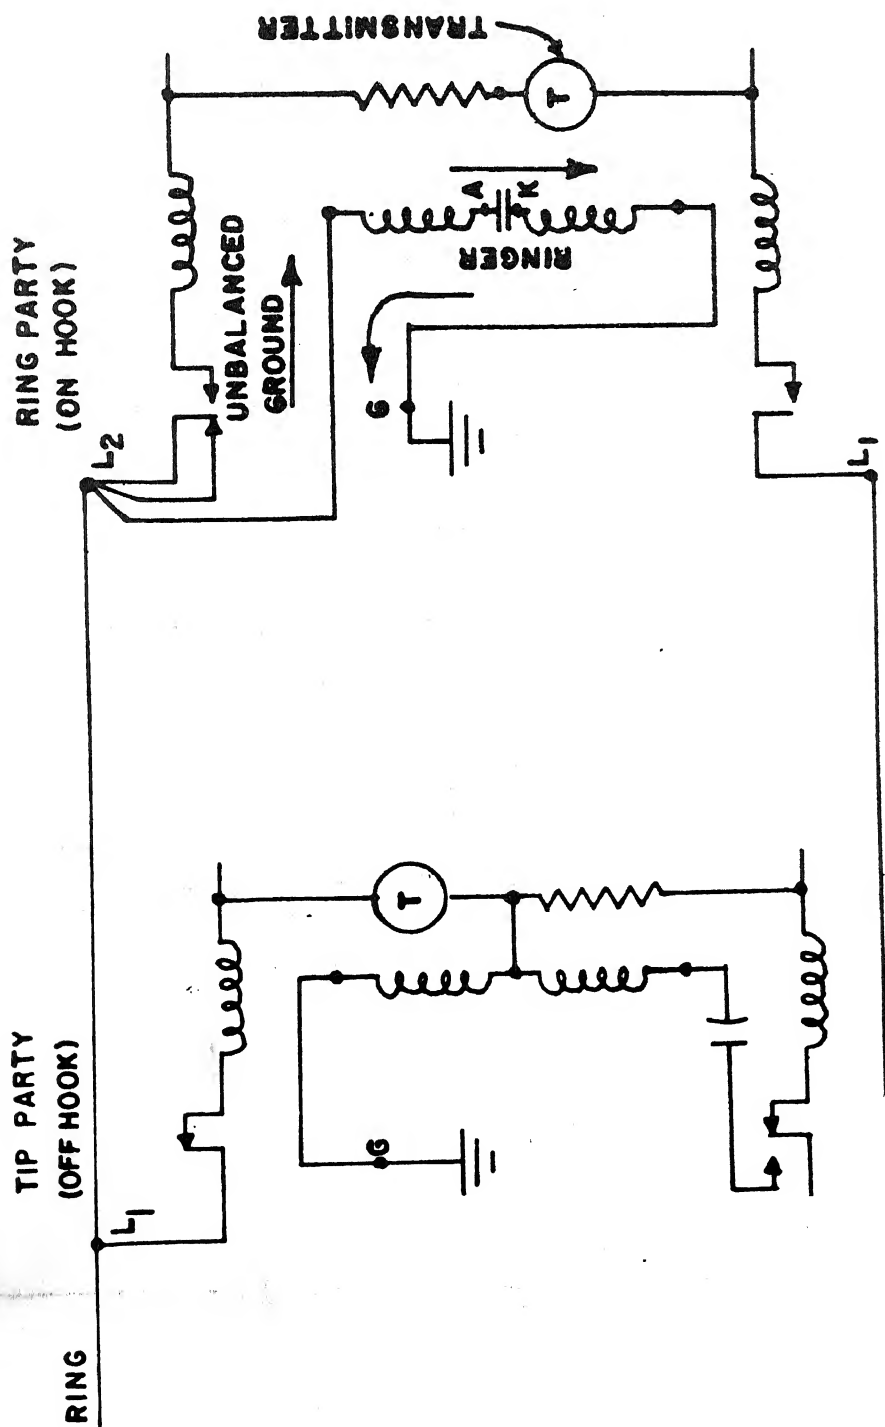 TIP PARTY
(OFF HOOK)
RING PARTY
(ON HOOK)
RING
L1
L2
UNBALANCED
GROUND
TRANSMITTER
T
A
K
RINGER
G
G
T
L1